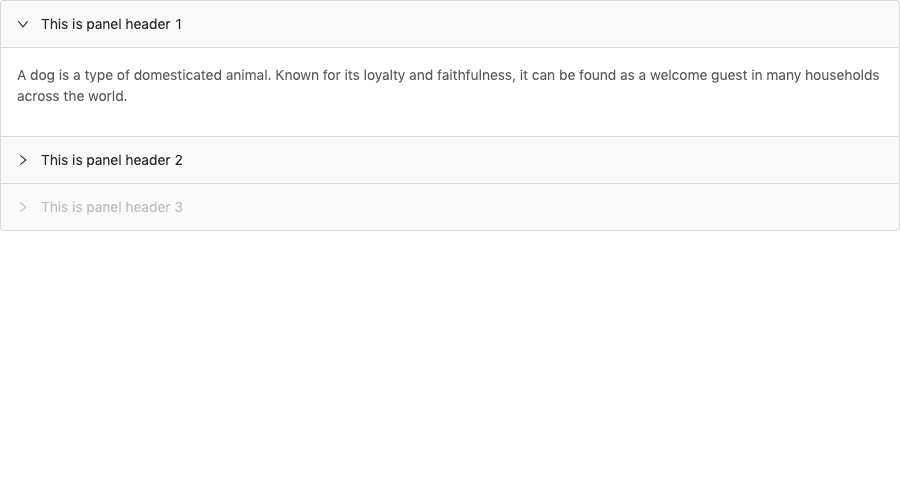 This is panel header 1
A dog is a type of domesticated animal. Known for its loyalty and faithfulness, it can be found as a welcome guest in many households
across the world.
This is panel header 2
This is panel header 3